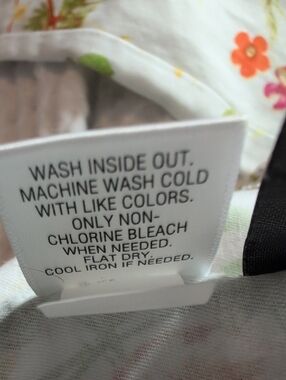 WASH INSIDE OUT.
MACHINE WASH COLD
WITH LIKE COLORS.
ONLY NON-
CHLORINE BLEACH
WHEN NEEDED.
FLAT DRY.
COOL IRON IF NEEDED.